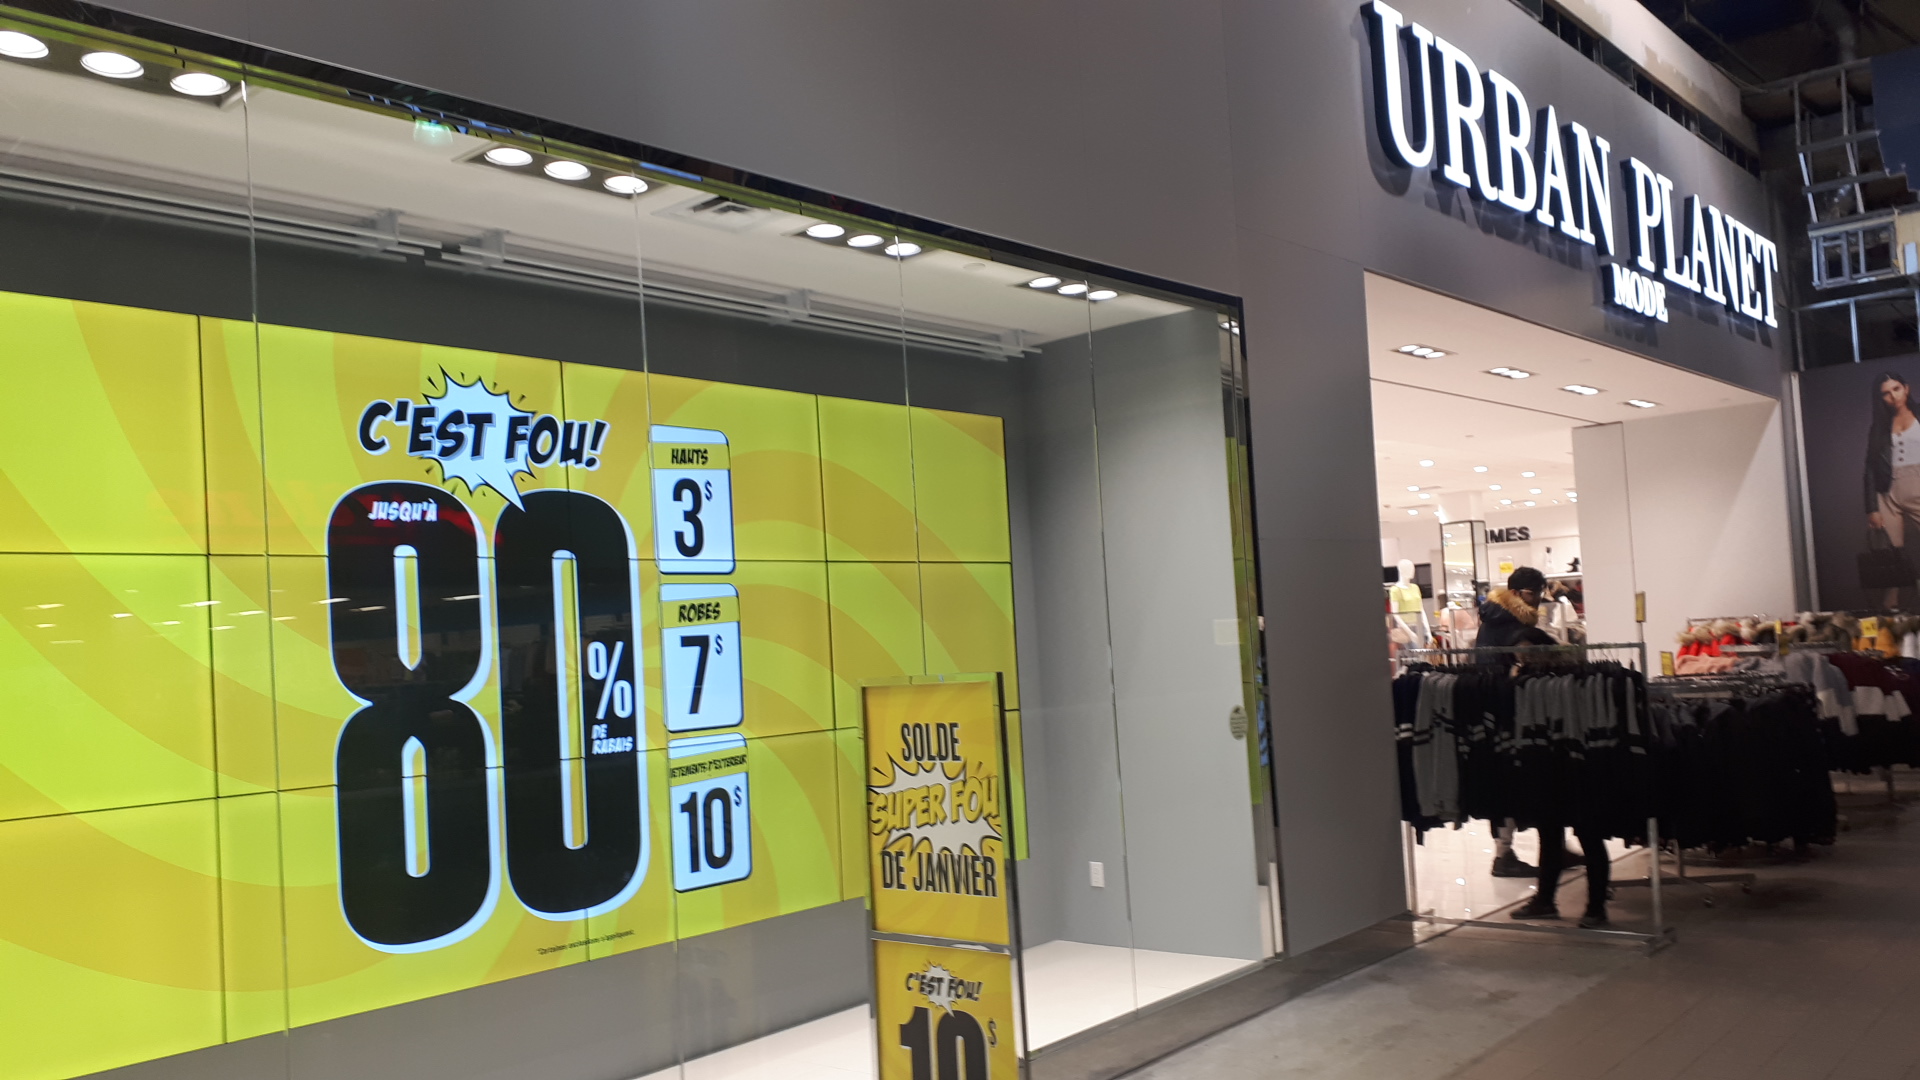 C'EST FOU!
JUSQU'À
80
%
DE
RABAIS
HAUTS
3$
ROBES
7$
VÊTEMENTS D'EXTÉRIEUR
10$
SOLDE
SUPER FOU
DE JANVIER
C'EST FOU!
10$
URBAN PLANET
MODE